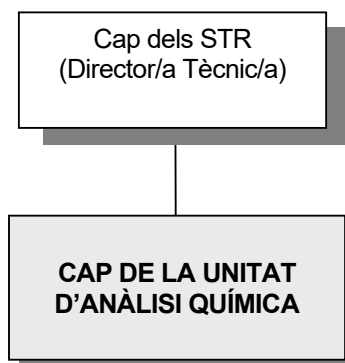 Cap dels STR
(Director/a Tècnic/a)
CAP DE LA UNITAT
D'ANÀLISI QUÍMICA